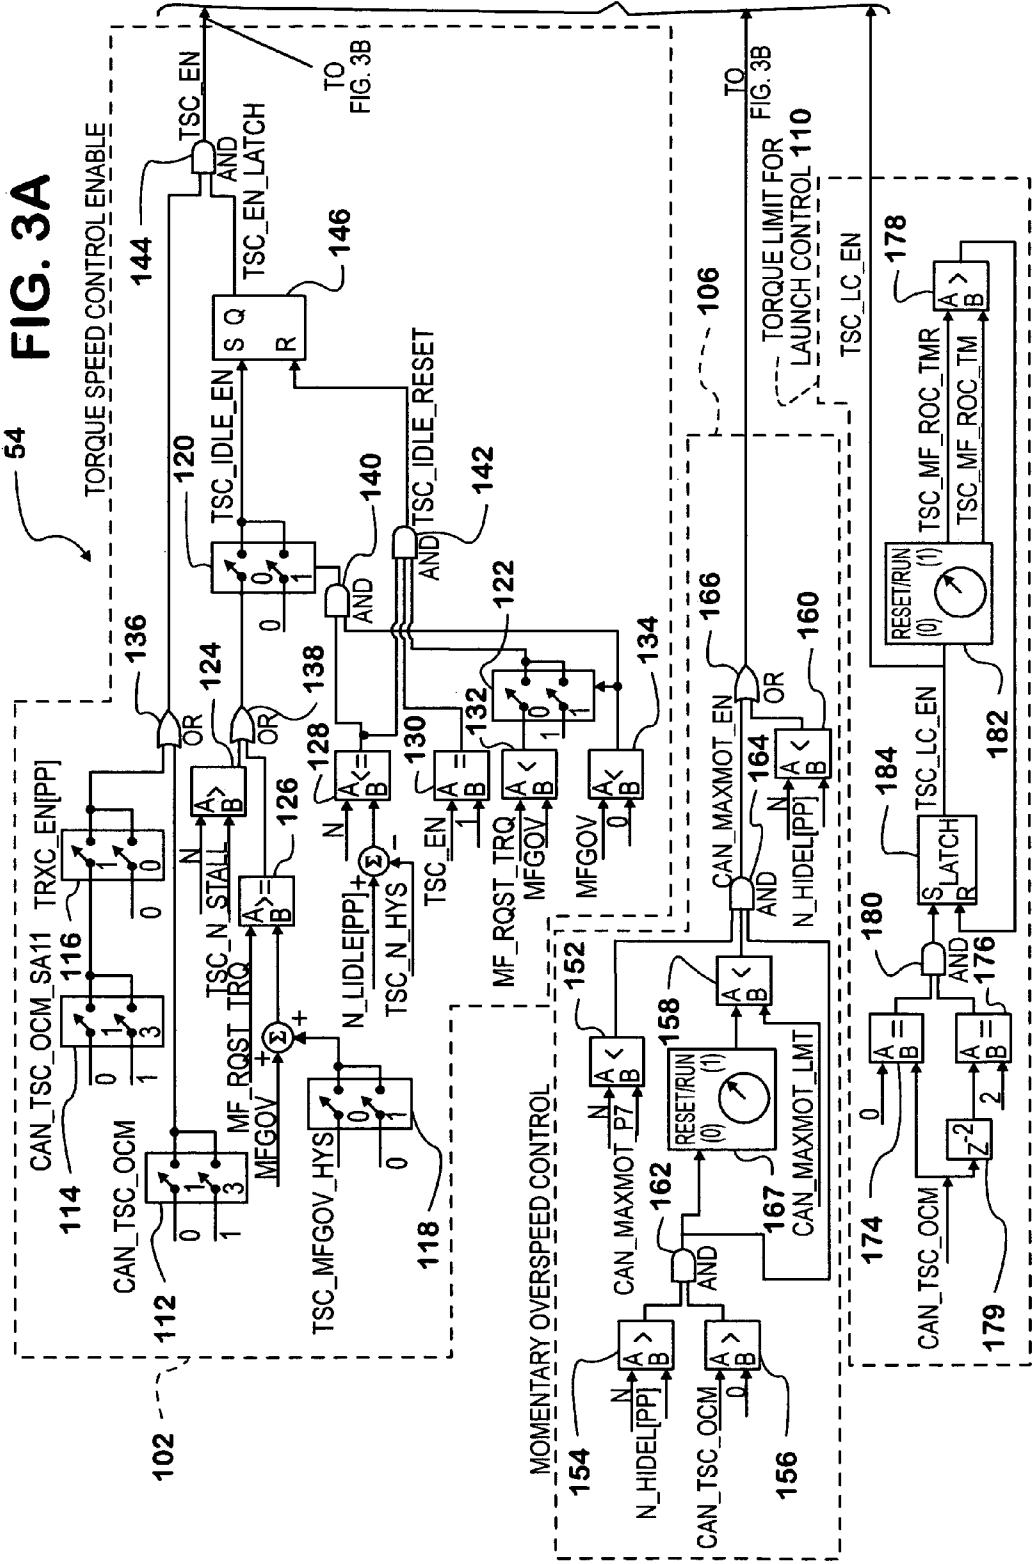 FIG. 3A
54
TORQUE SPEED CONTROL ENABLE
102
CAN_TSC_OCM_SA11
TRXC_EN[PP]
114
116
0
1
1
3
1
0
0
CAN_TSC_OCM
112
0
1
1
3
136
OR
144
AND
TSC_EN
TO
FIG. 3B
TSC_EN_LATCH
146
S Q
R
N
TSC_N_STALL
A
>
B
124
OR
138
MF_RQST_TRQ
A
>=
B
126
MFGOV
+
Σ
+
TSC_MFGOV_HYS
0
0
1
118
120
0
1
0
TSC_IDLE_EN
140
AND
N
A
<=
B
128
N_LIDLE[PP]
+
Σ
-
TSC_N_HYS
TSC_EN
1
A
=
B
130
MF_RQST_TRQ
MFGOV
A
<
B
132
0
1
1
122
MFGOV
0
A
<
B
134
AND
142
TSC_IDLE_RESET
MOMENTARY OVERSPEED CONTROL
106
N
CAN_MAXMOT_P7
A
<
B
152
154
N
N_HIDEL[PP]
A
>
B
CAN_TSC_OCM
0
A
>
B
156
162
AND
RESET/RUN
(0)
(1)
167
158
A
<
B
CAN_MAXMOT_LMT
CAN_MAXMOT_EN
164
AND
N
N_HIDEL[PP]
A
<
B
160
166
OR
TO
FIG. 3B
TORQUE LIMIT FOR
LAUNCH CONTROL
110
0
174
A
=
B
CAN_TSC_OCM
Z-2
179
2
A
=
B
176
180
AND
184
S
LATCH
R
TSC_LC_EN
TSC_LC_EN
RESET/RUN
(0)
(1)
182
TSC_MF_ROC_TMR
TSC_MF_ROC_TM
A
>
B
178